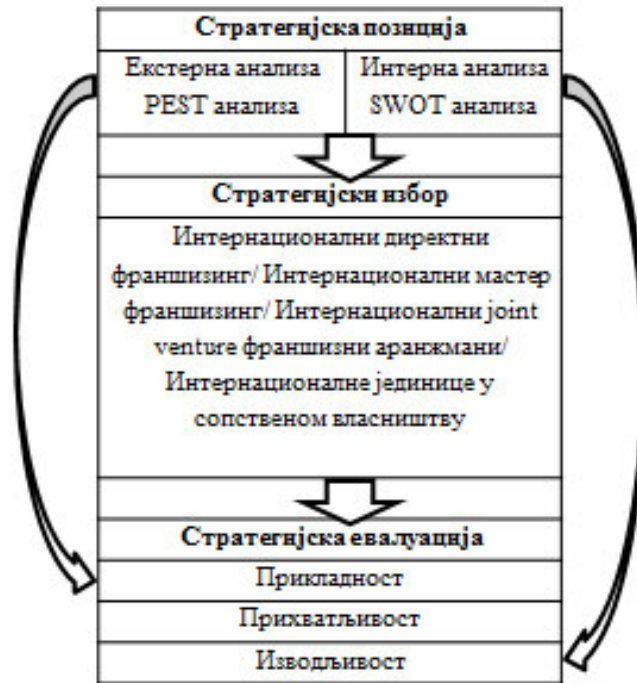 Стратегијска позиција
Екстерна анализа
PEST анализа
Интерна анализа
SWOT анализа
Стратегијски избор
Интернационални директни
франшизинг/ Интернационални мастер
франшизинг/ Интернационални joint
venture франшизни аранжмани/
Интернационалне јединице у
сопственом власништву
Стратегијска евалуација
Прикладност
Прихватљивост
Изводљивост